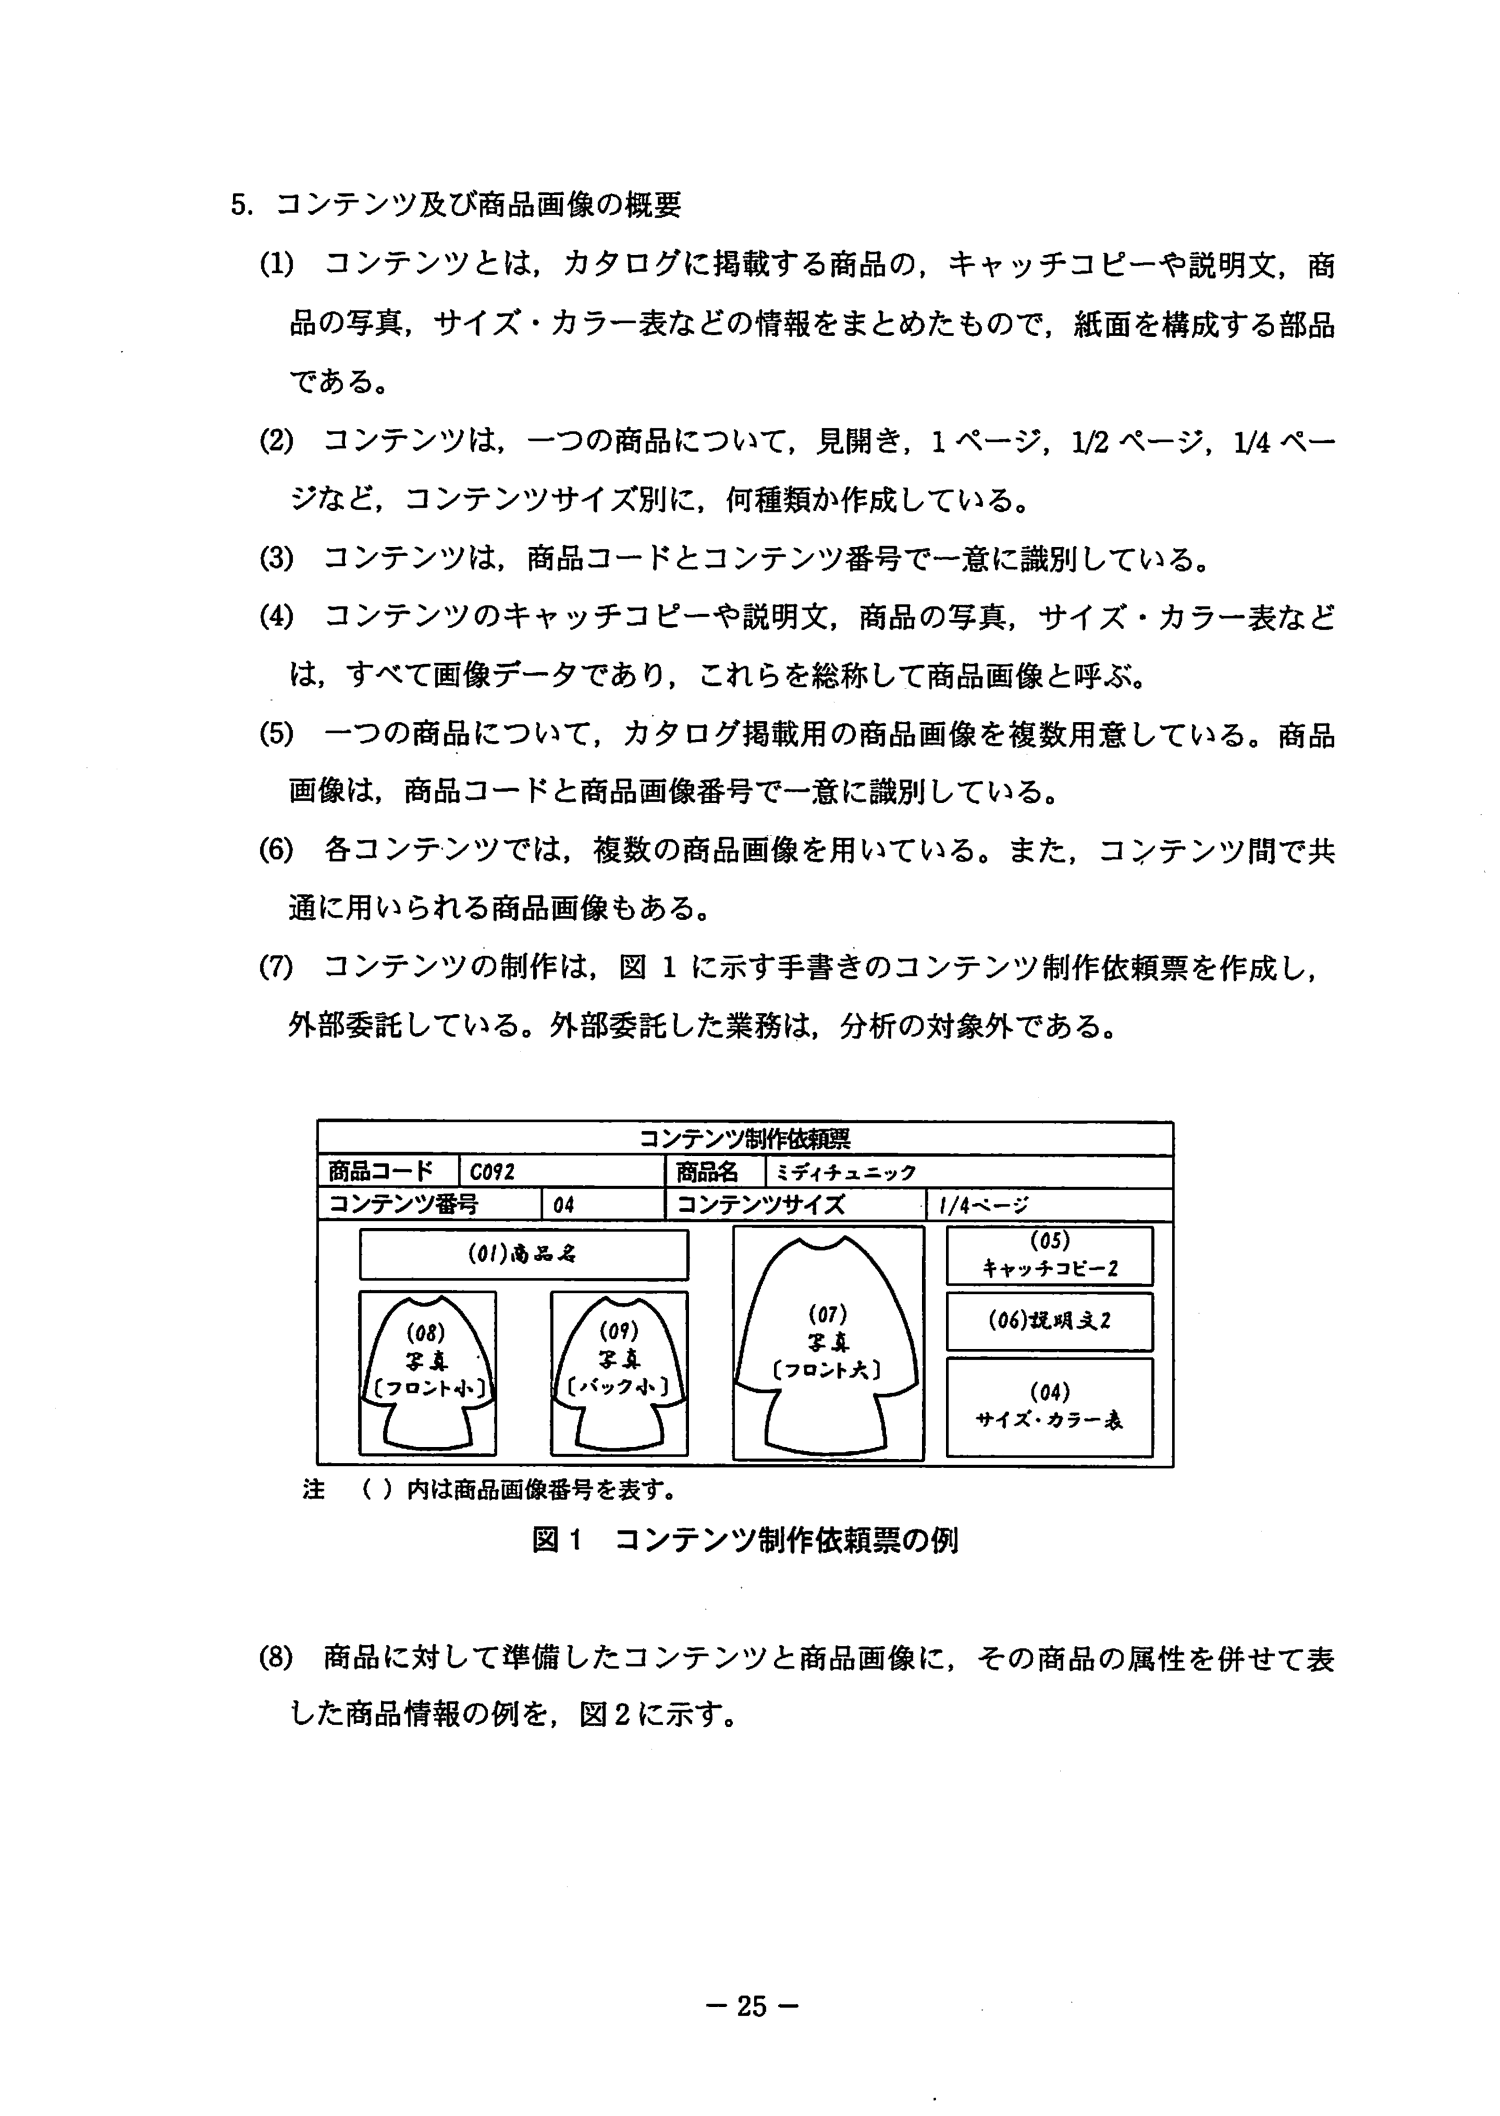 5. コンテンツ及び商品画像の概要
(1) コンテンツとは，カタログに掲載する商品の，キャッチコピーや説明文，商
品の写真，サイズ・カラー表などの情報をまとめたもので，紙面を構成する部品
である。
(2) コンテンツは，一つの商品について，見開き，1 ページ，1/2 ページ，1/4 ペー
ジなど，コンテンツサイズ別に，何種類か作成している。
(3) コンテンツは，商品コードとコンテンツ番号で一意に識別している。
(4) コンテンツのキャッチコピーや説明文，商品の写真，サイズ・カラー表など
は，すべて画像データであり，これらを総称して商品画像と呼ぶ。
(5) 一つの商品について，カタログ掲載用の商品画像を複数用意している。商品
画像は，商品コードと商品画像番号で一意に識別している。
(6) 各コンテンツでは，複数の商品画像を用いている。また，コンテンツ間で共
通に用いられる商品画像もある。
(7) コンテンツの制作は，図 1 に示す手書きのコンテンツ制作依頼票を作成し，
外部委託している。外部委託した業務は，分析の対象外である。
コンテンツ制作依頼票
商品コード C092 商品名 ミディチュニック
コンテンツ番号 04 コンテンツサイズ 1/4ページ
(01)商品名
(08)
写真
〔フロント小〕
(09)
写真
〔バック小〕
(07)
写真
〔フロント大〕
(05)
キャッチコピー2
(06)説明文2
(04)
サイズ・カラー表
注 （ ）内は商品画像番号を表す。
図 1 コンテンツ制作依頼票の例
(8) 商品に対して準備したコンテンツと商品画像に，その商品の属性を併せて表
した商品情報の例を，図 2 に示す。
－ 25 －